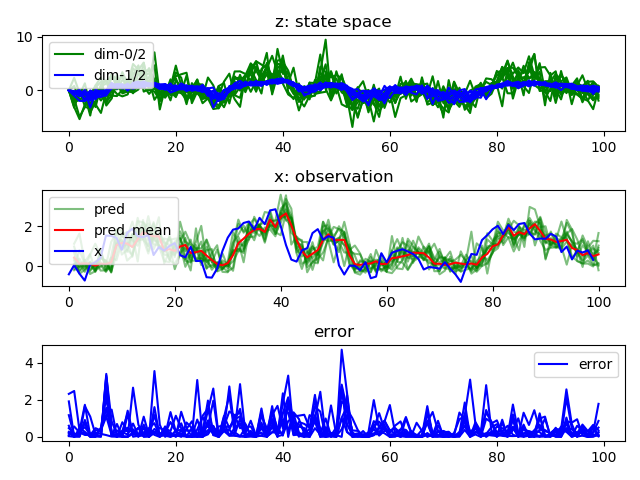 z: state space
10
0
dim-0/2
dim-1/2
0 20 40 60 80 100
x: observation
2
0
pred
pred_mean
x
0 20 40 60 80 100
error
4
2
0
error
0 20 40 60 80 100